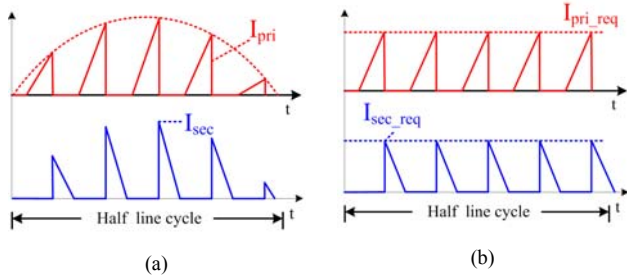 I_pri
t
I_sec
t
Half line cycle
(a)
I_pri_req
t
I_sec_req
t
Half line cycle
(b)